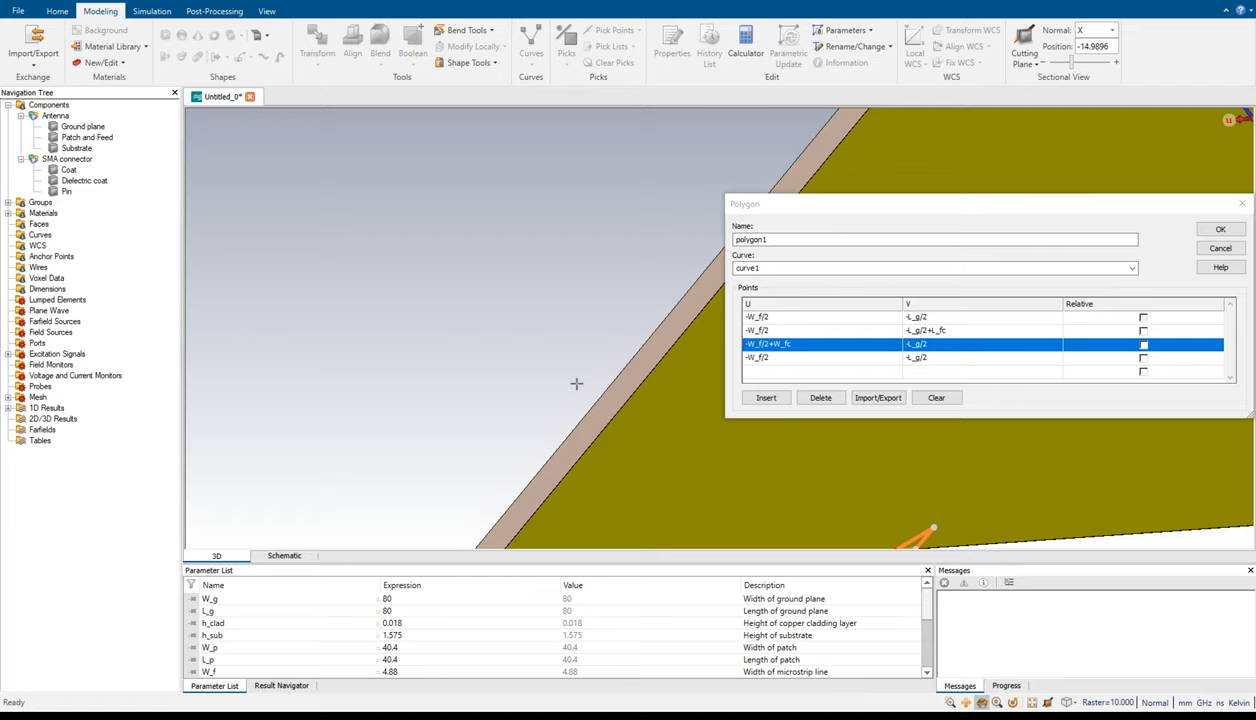 File Home Modeling Simulation Post-Processing View
Background Transform Align Blend Boolean Bend Tools Curves Picks Pick Points Properties History List Calculator Parametric Update Parameters Local WCS Transform WCS Cutting Plane Normal: X
Import/Export Material Library Modify Locally Pick Lists Rename/Change Align WCS Position: -14.9896
New/Edit Shape Tools Clear Picks Information Fix WCS
Exchange Materials Shapes Tools Curves Picks Edit WCS Sectional View
Navigation Tree
Untitled_0*
Components
Antenna
Ground plane
Patch and Feed
Substrate
SMA connector
Coat
Dielectric coat
Pin
Groups
Materials
Faces
Curves
WCS
Anchor Points
Wires
Voxel Data
Dimensions
Lumped Elements
Plane Wave
Farfield Sources
Field Sources
Ports
Excitation Signals
Field Monitors
Voltage and Current Monitors
Probes
Mesh
1D Results
2D/3D Results
Farfields
Tables
u
Polygon
Name:
polygon1
Curve:
curve1
OK
Cancel
Help
Points
U V Relative
-W_f/2 -L_g/2
-W_f/2 -L_g/2+L_fc
-W_f/2+W_fc -L_g/2
-W_f/2 -L_g/2
Insert Delete Import/Export Clear
3D Schematic
Parameter List
Name Expression Value Description
W_g = 80 80 Width of ground plane
L_g = 80 80 Length of ground plane
h_clad = 0.018 0.018 Height of copper cladding layer
h_sub = 1.575 1.575 Height of substrate
W_p = 40.4 40.4 Width of patch
L_p = 40.4 40.4 Length of patch
W_f = 4.88 4.88 Width of microstrip line
Parameter List Result Navigator
Messages
Messages Progress
Ready
Raster=10.000 Normal mm GHz ns Kelvin